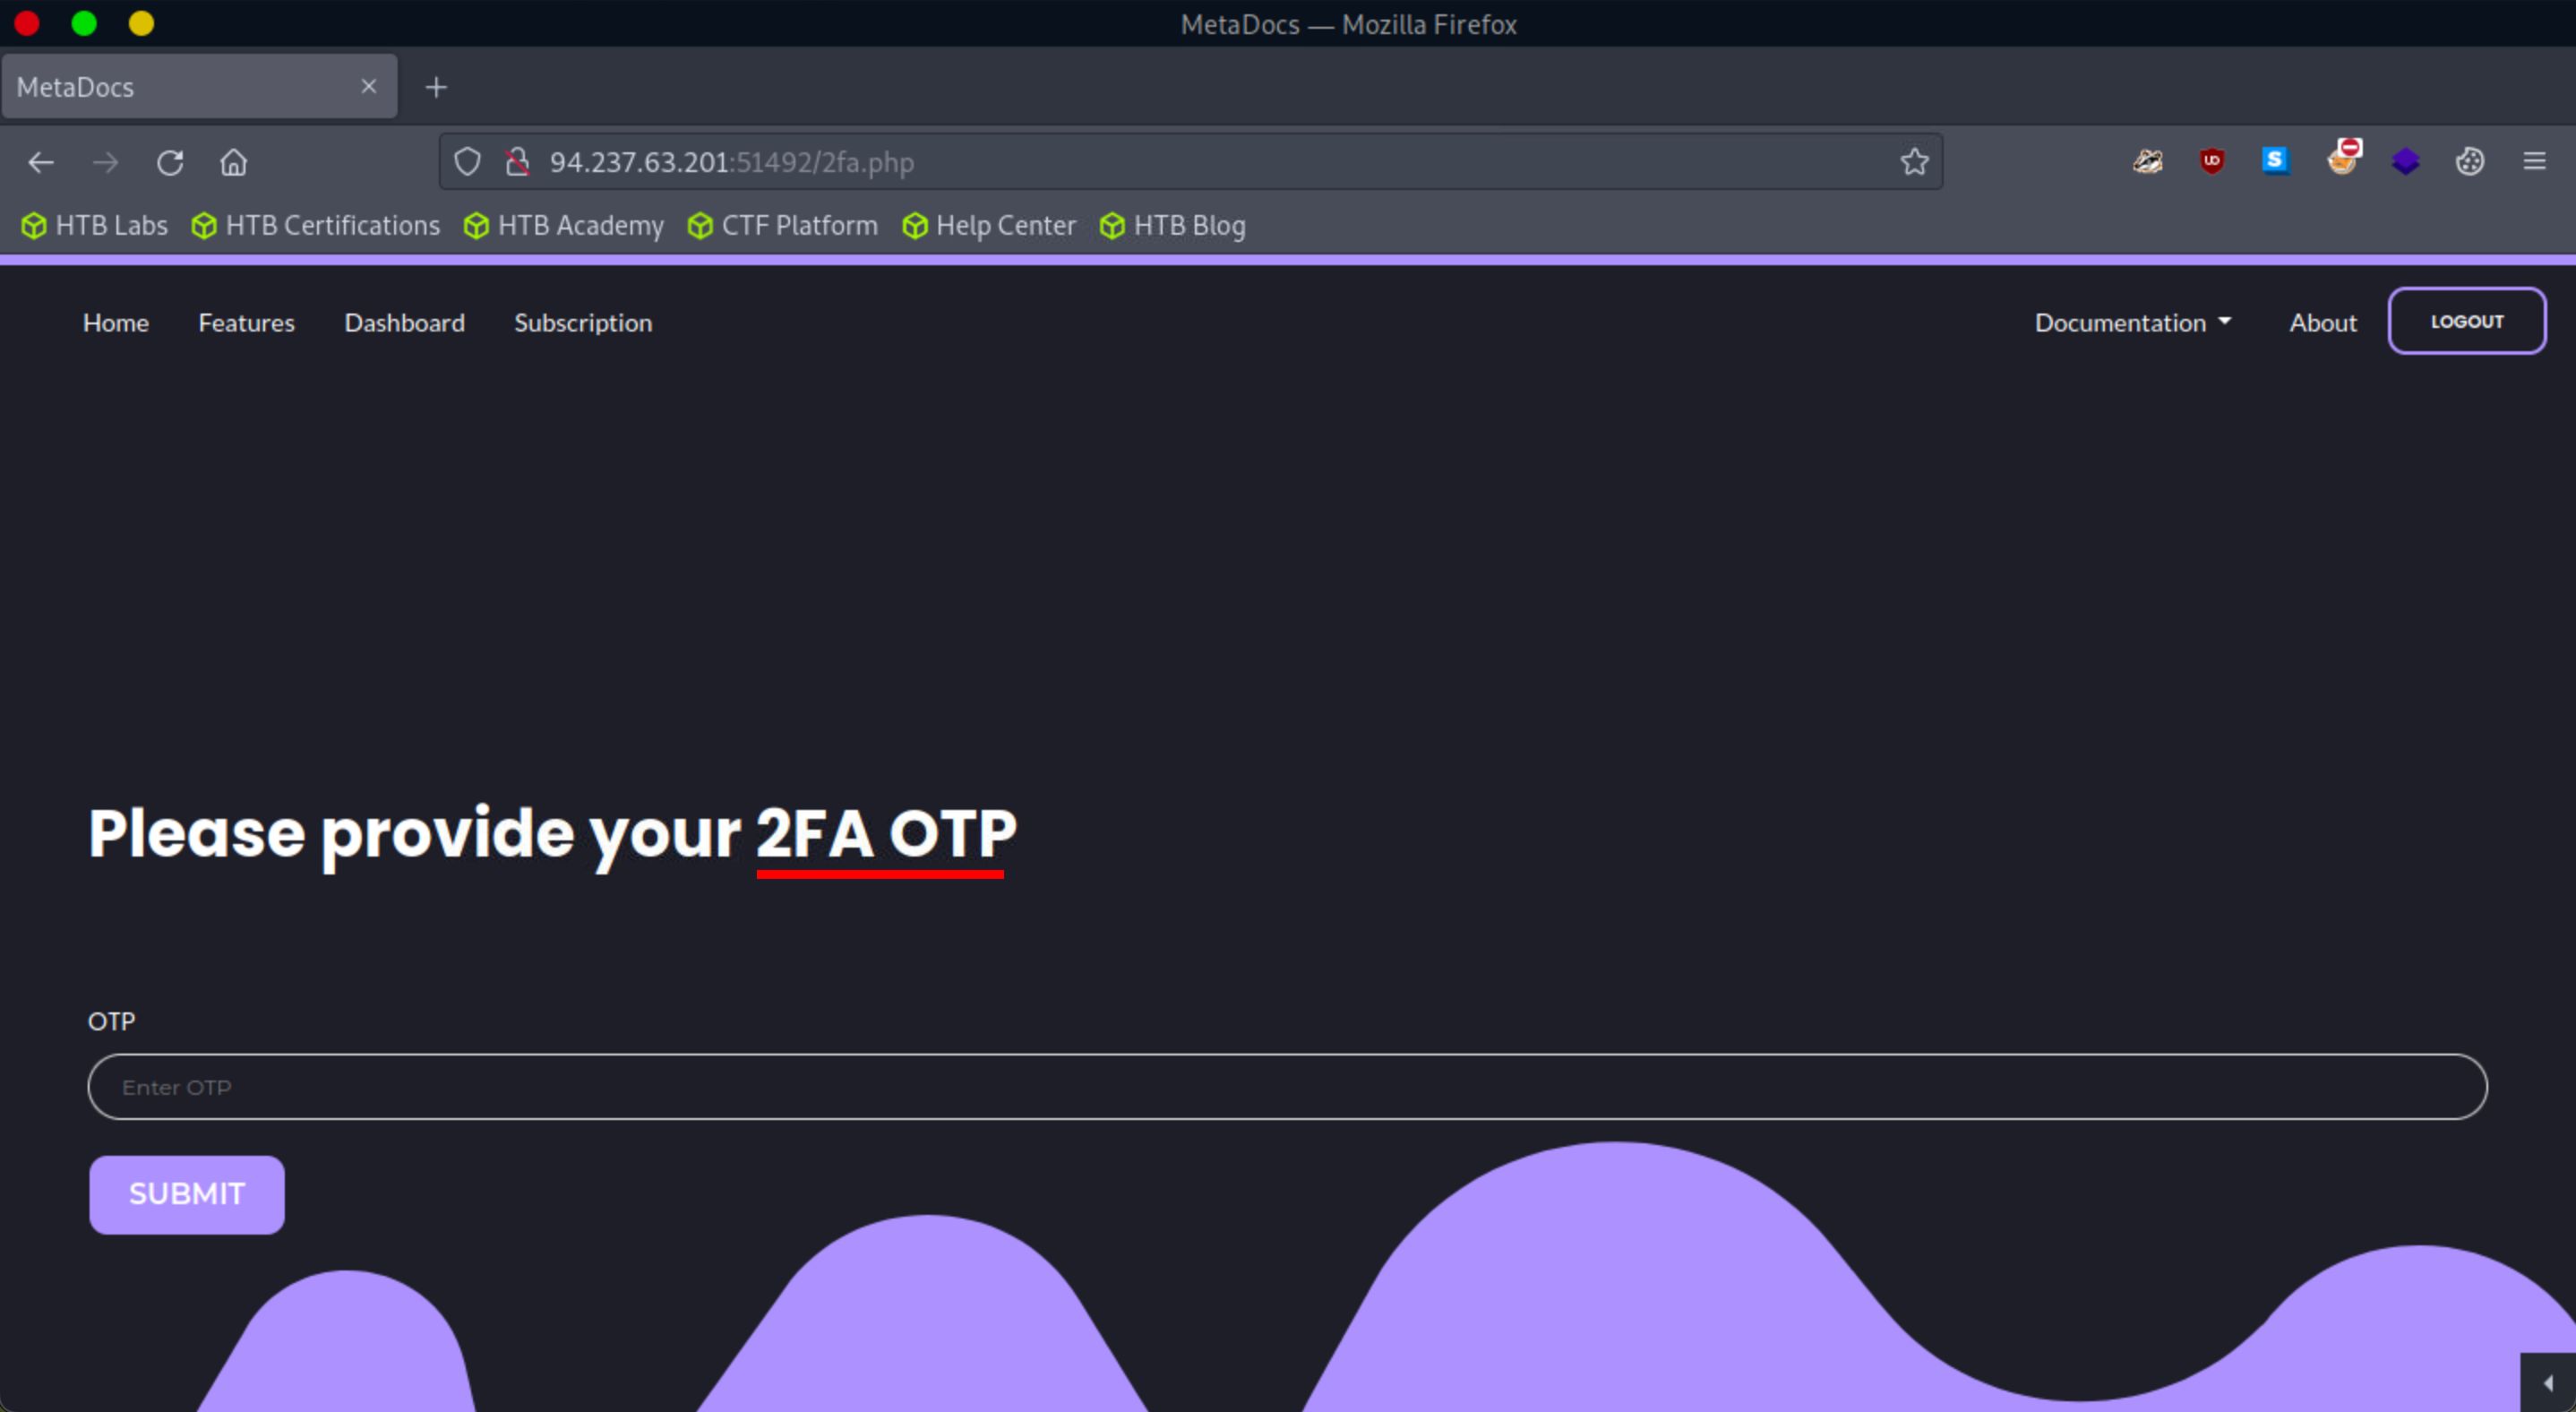 MetaDocs — Mozilla Firefox
MetaDocs
94.237.63.201:51492/2fa.php
HTB Labs HTB Certifications HTB Academy CTF Platform Help Center HTB Blog
Home Features Dashboard Subscription Documentation About LOGOUT
Please provide your 2FA OTP
OTP
Enter OTP
SUBMIT